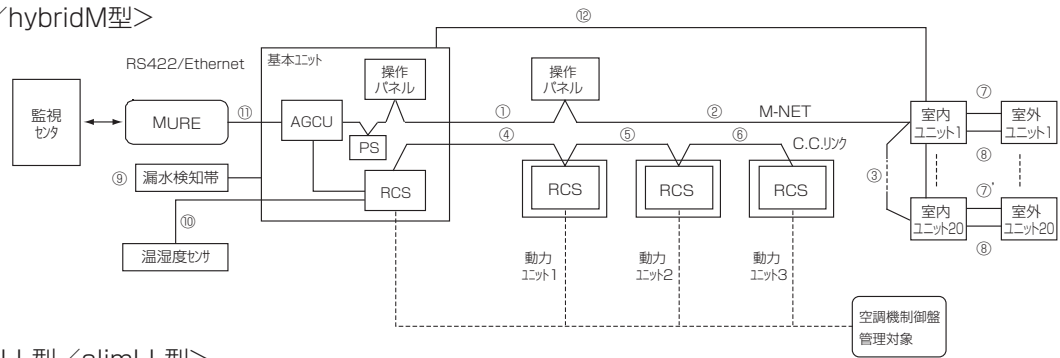 ／hybridM型＞
⑫
RS422/Ethernet
基本ユニット
操作
パネル
操作
パネル
⑦
監視
センタ
MURE
⑪
AGCU
PS
①
②
M-NET
室内
ユニット1
室外
ユニット1
④
⑤
⑥
C.C.リンク
⑧
⑨
漏水検知帯
RCS
RCS
RCS
RCS
③
⑦'
⑩
室内
ユニット20
室外
ユニット20
温湿度センサ
動力
ユニット1
動力
ユニット2
動力
ユニット3
⑧
空調機制御盤
管理対象